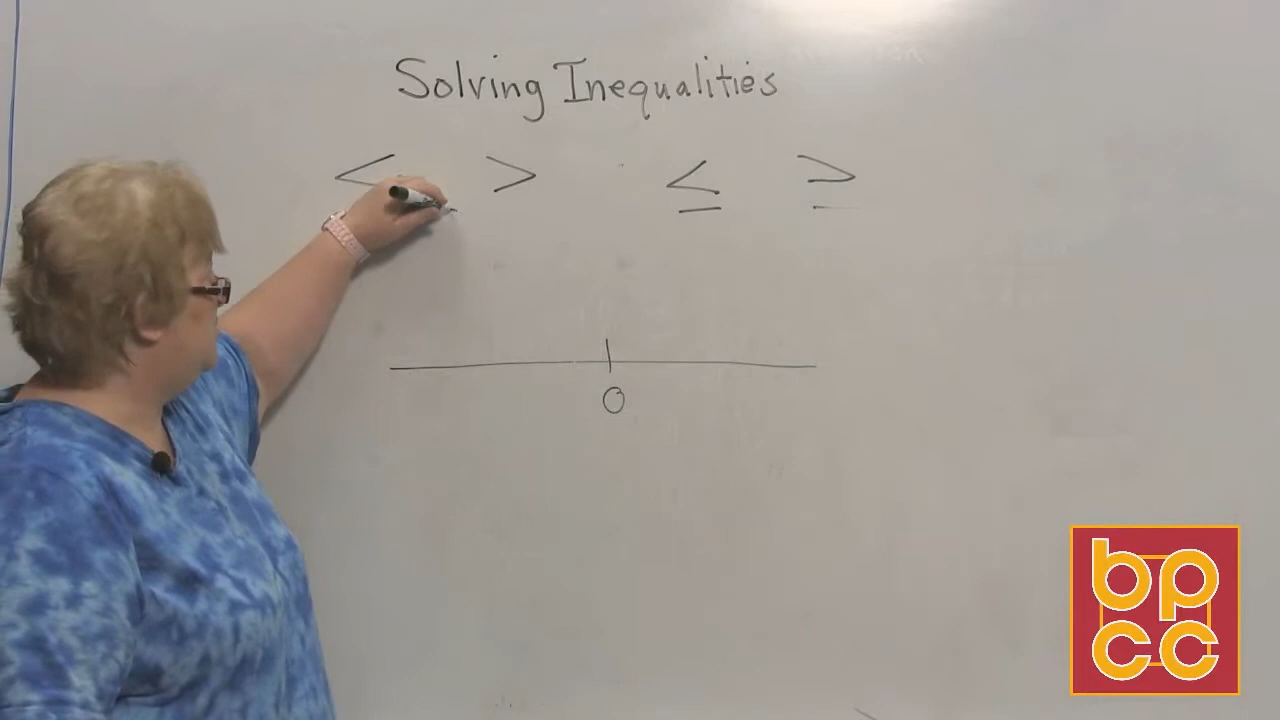 Solving Inequalities
< > ≤ ≥
0
bp
cc